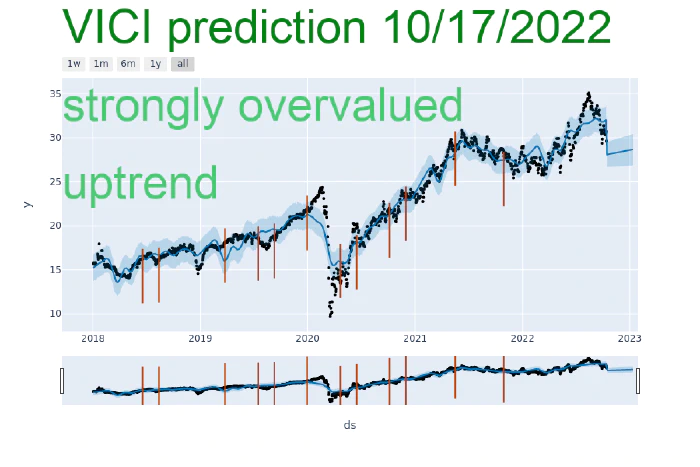 VICI prediction 10/17/2022
1w 1m 6m 1y all
strongly overvalued
uptrend
y
35
30
25
20
15
10
2018 2019 2020 2021 2022 2023
ds